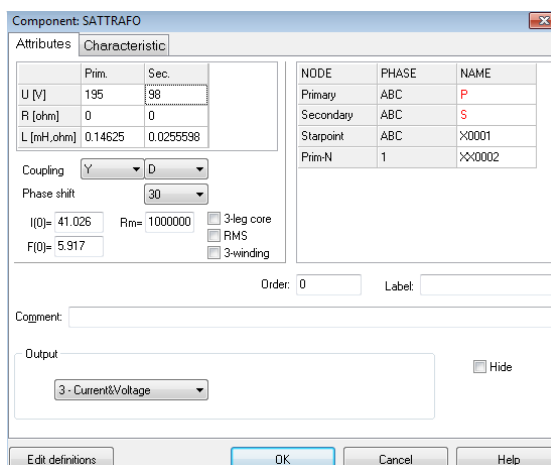 Component: SATTRAFO
Attributes Characteristic
Prim. Sec.
U [V] 195 98
R [ohm] 0 0
L [mH,ohm] 0.14625 0.0255598
Coupling Y D
Phase shift 30
I(0)= 41.026 Rm= 1000000
F(0)= 5.917
3-leg core
RMS
3-winding
NODE PHASE NAME
Primary ABC P
Secondary ABC S
Starpoint ABC X0001
Prim-N 1 XX0002
Order: 0 Label:
Comment:
Output
3 - Current&Voltage
Hide
Edit definitions OK Cancel Help